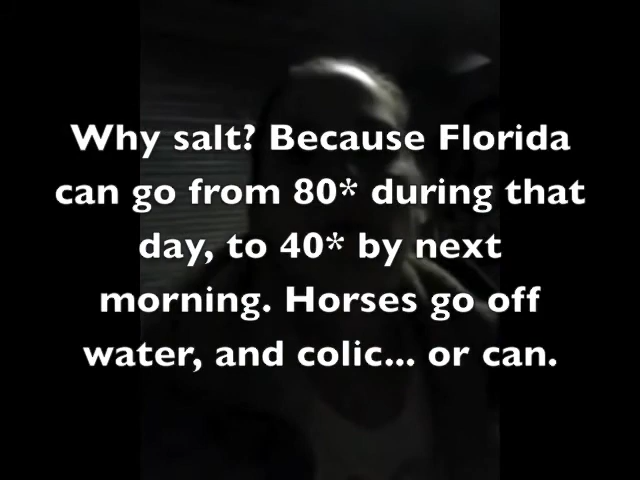 Why salt? Because Florida
can go from 80* during that
day, to 40* by next
morning. Horses go off
water, and colic... or can.